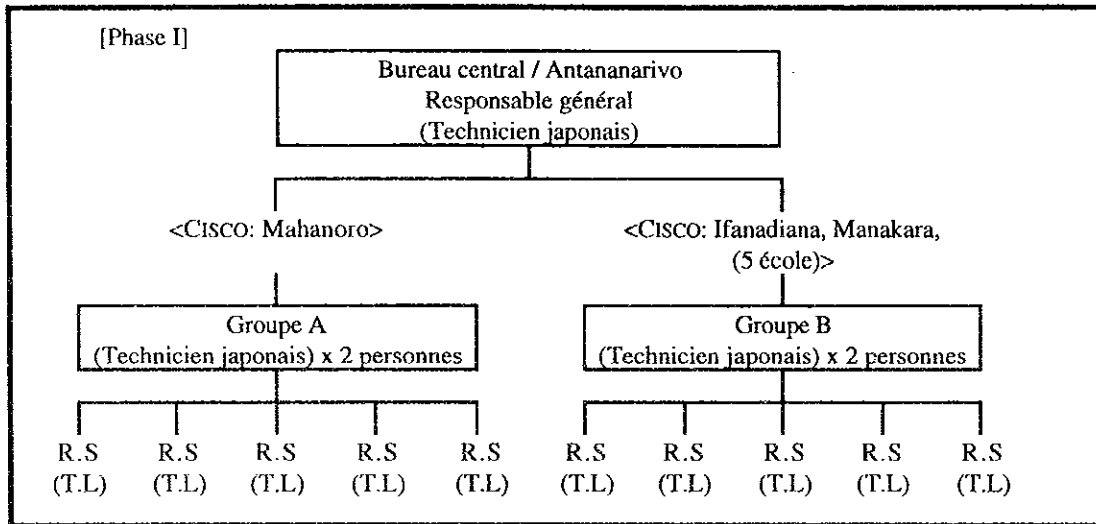 [Phase I]
Bureau central / Antananarivo
Responsable général
(Technicien japonais)
<CISCO: Mahanoro>
<CISCO: Ifanadiana, Manakara,
(5 école)>
Groupe A
(Technicien japonais) x 2 personnes
Groupe B
(Technicien japonais) x 2 personnes
R.S R.S R.S R.S R.S R.S R.S R.S R.S R.S
(T.L) (T.L) (T.L) (T.L) (T.L) (T.L) (T.L) (T.L) (T.L) (T.L)